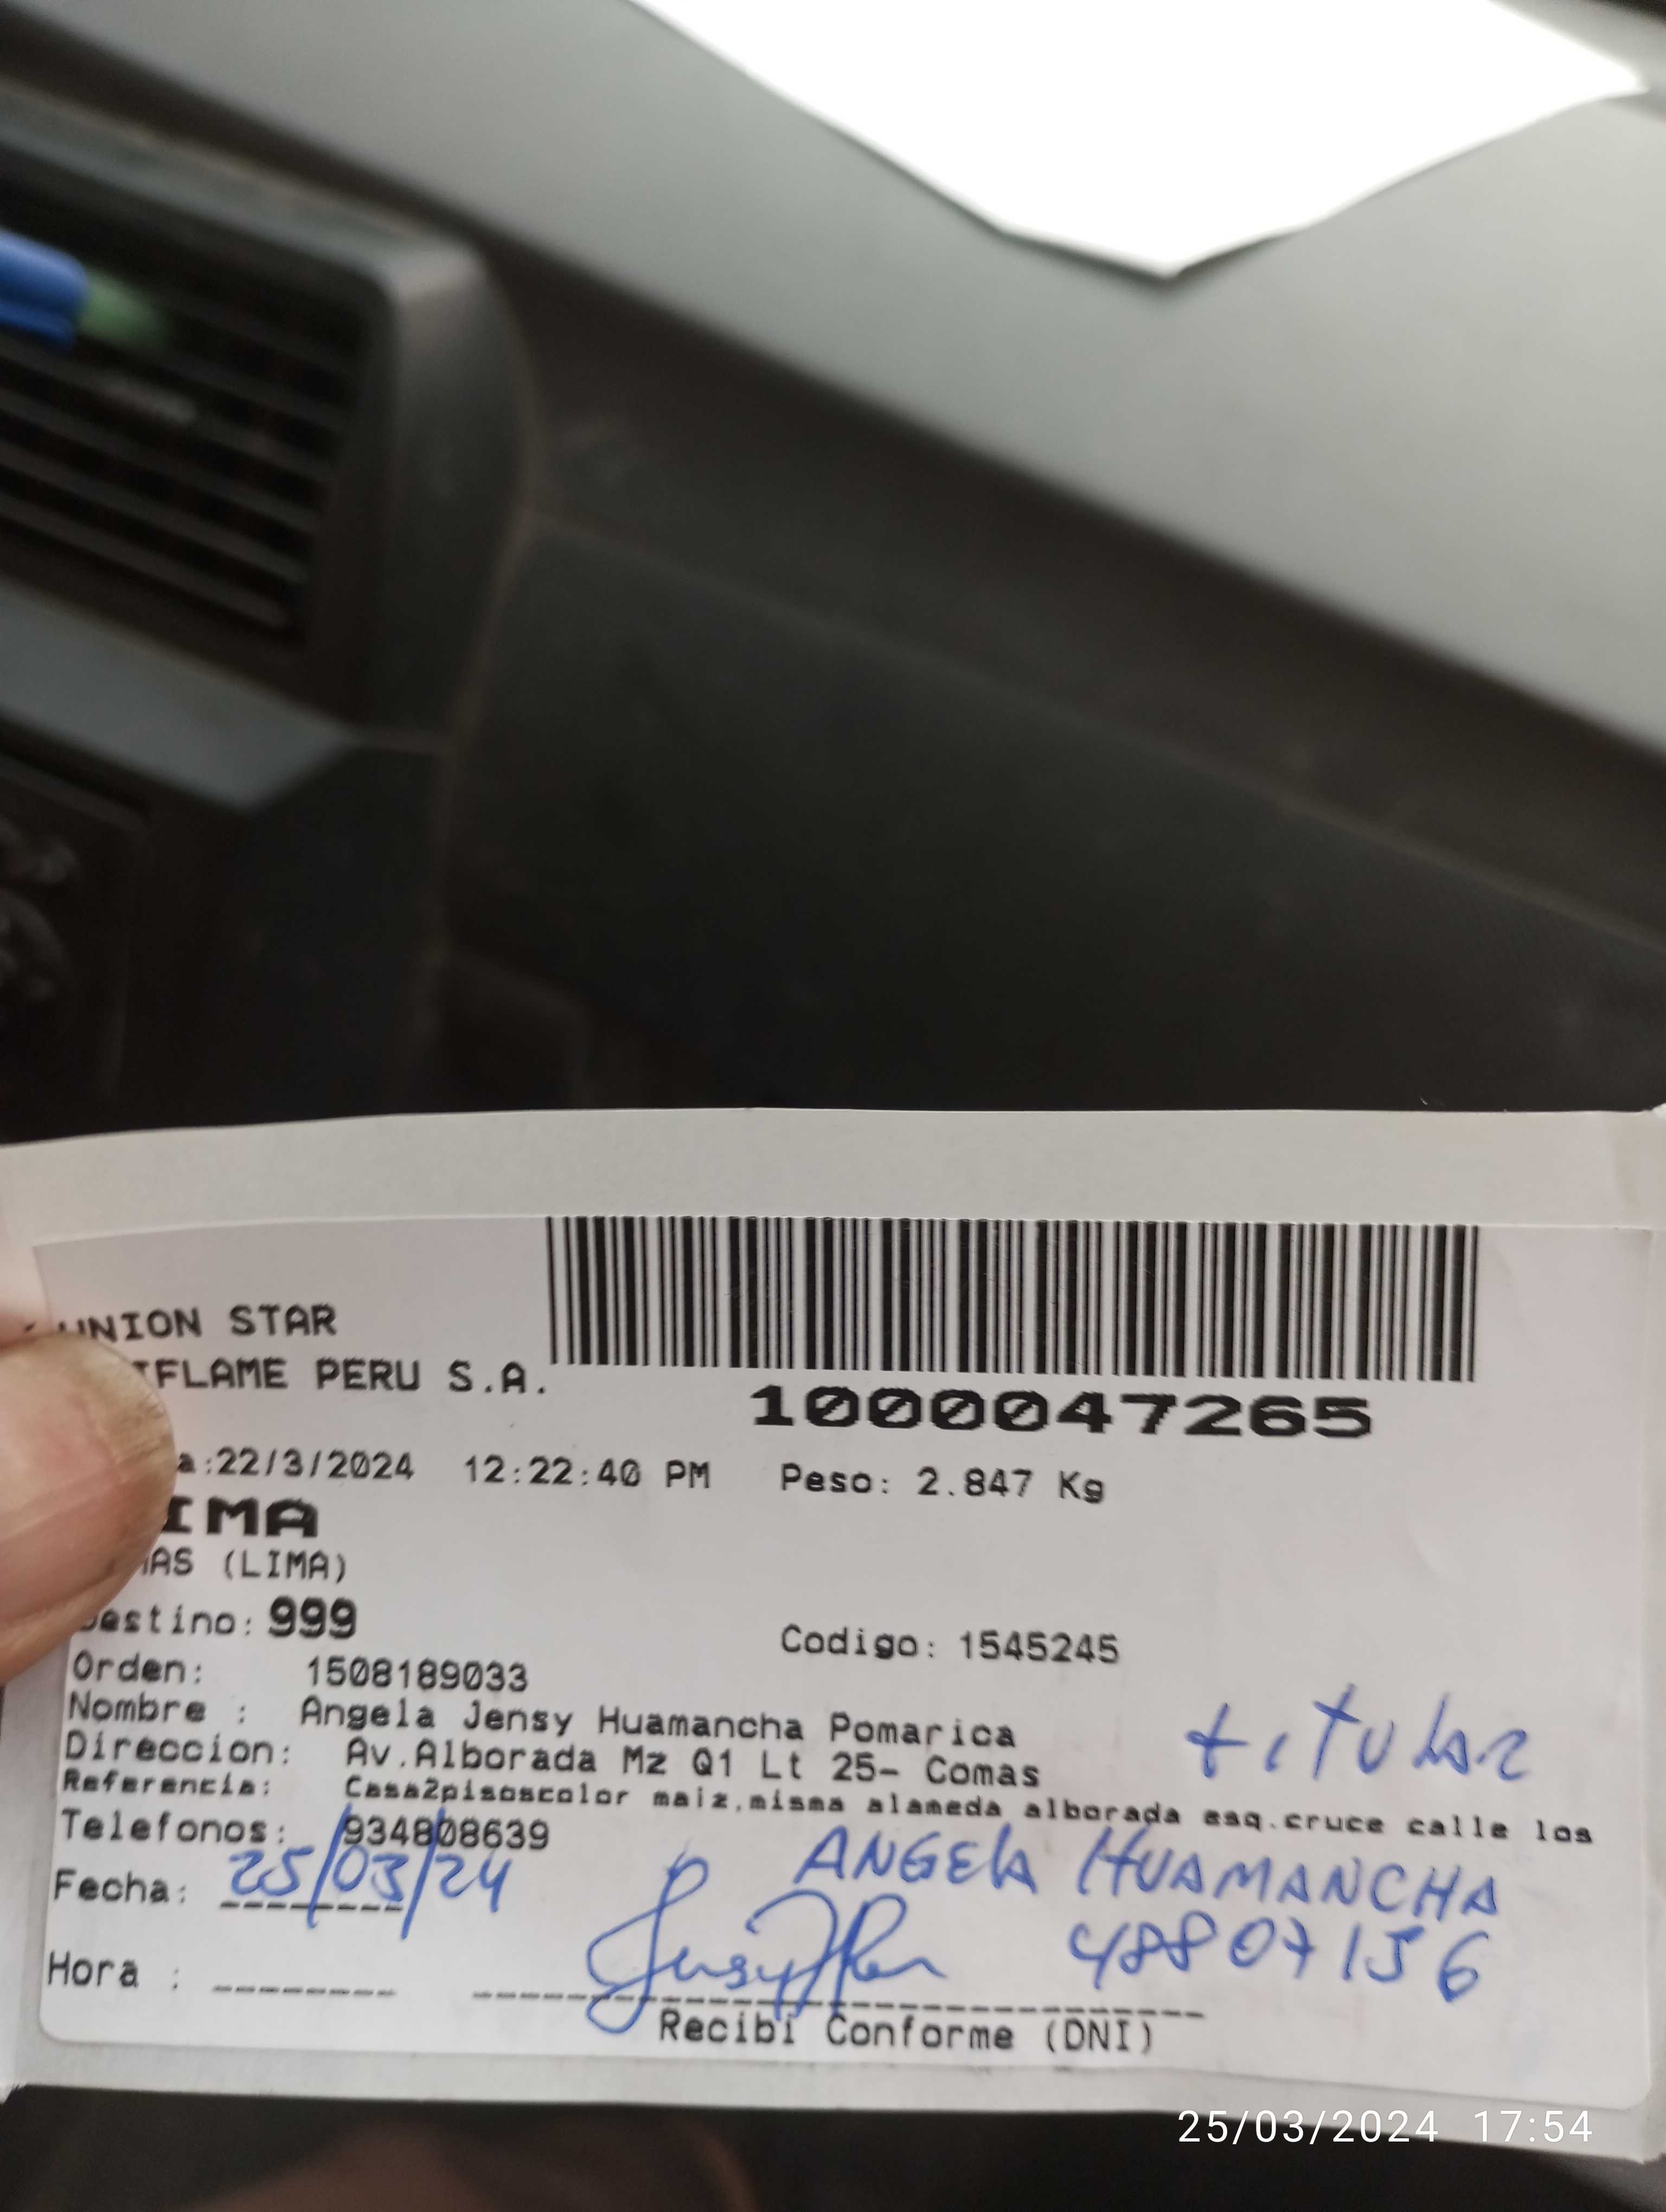 UNION STAR
IFLAME PERU S.A.
1000047265
a:22/3/2024 12:22:40 PM Peso: 2.847 Kg
IMA
MAS (LIMA)
Destino: 999
Codigo: 1545245
Orden: 1508189033
Nombre : Angela Jensy Huamancha Pomarica
titular
Direccion: Av.Alborada Mz Q1 Lt 25- Comas
Referencia: Casa2pisoscolor maiz,misma alameda alborada esq.cruce calle los
Telefonos: 934808639
ANGELA HUAMANCHA
Fecha: 25/03/24
48807156
Hora :
Recibi Conforme (DNI)
25/03/2024 17:54